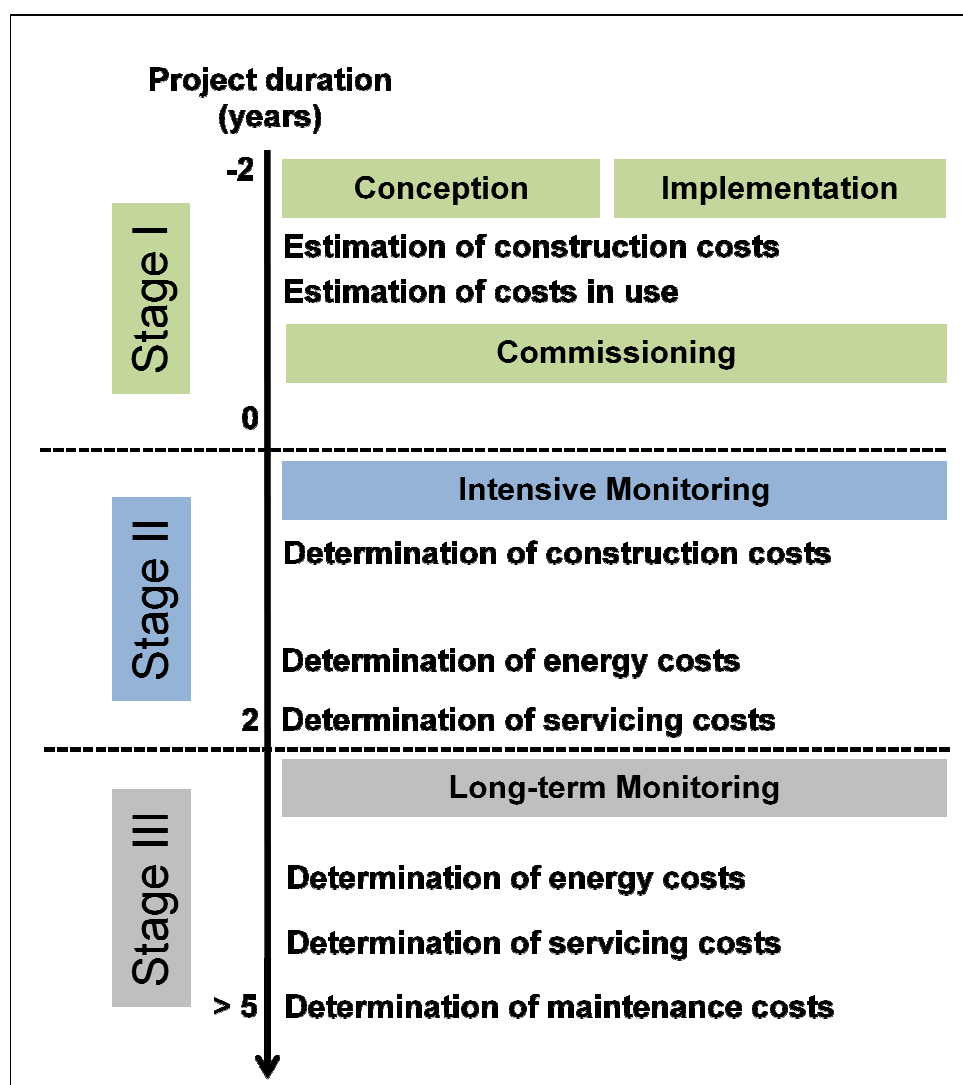 Project duration
(years)
-2
Stage I
Conception
Implementation
Estimation of construction costs
Estimation of costs in use
Commissioning
0
Stage II
Intensive Monitoring
Determination of construction costs
Determination of energy costs
2
Determination of servicing costs
Stage III
Long-term Monitoring
Determination of energy costs
Determination of servicing costs
> 5
Determination of maintenance costs